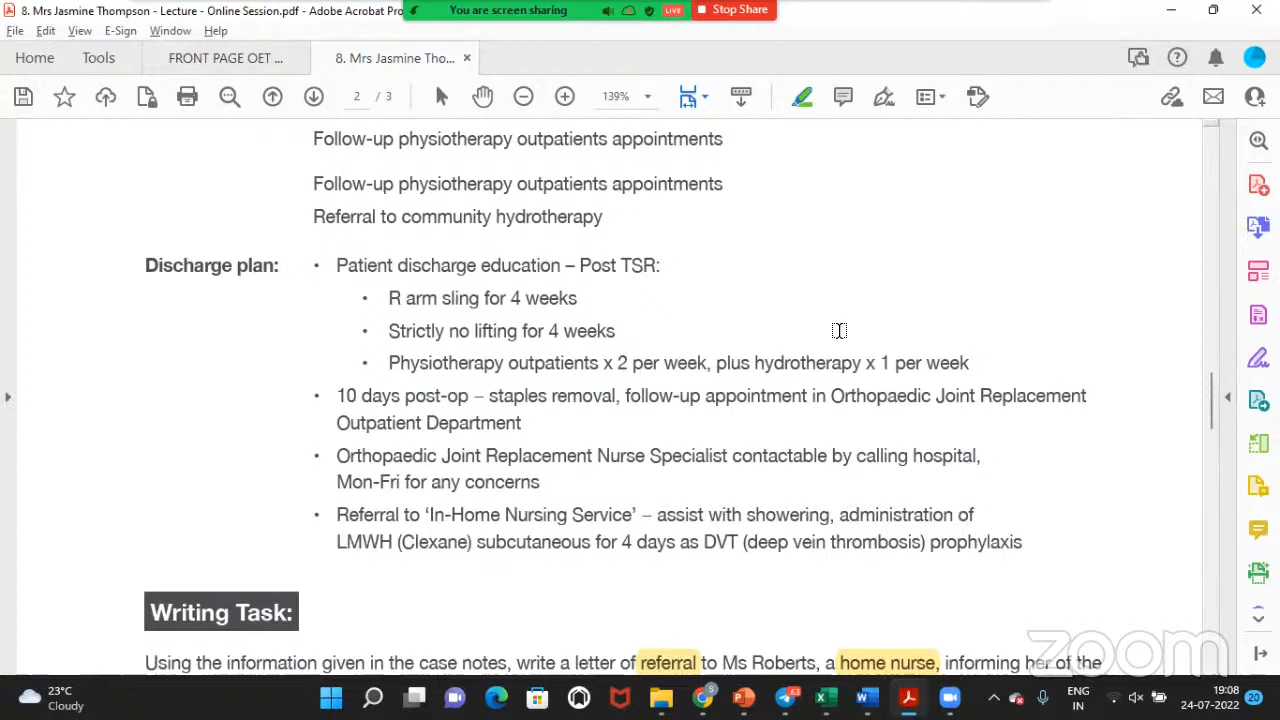 8. Mrs Jasmine Thompson - Lecture - Online Session.pdf - Adobe Acrobat Pro
You are screen sharing
LIVE
Stop Share
File Edit View E-Sign Window Help
Home Tools FRONT PAGE OET ... 8. Mrs Jasmine Tho... ×
2 / 3 139%
Follow-up physiotherapy outpatients appointments
Follow-up physiotherapy outpatients appointments
Referral to community hydrotherapy
Discharge plan: • Patient discharge education – Post TSR:
• R arm sling for 4 weeks
• Strictly no lifting for 4 weeks
• Physiotherapy outpatients x 2 per week, plus hydrotherapy x 1 per week
• 10 days post-op – staples removal, follow-up appointment in Orthopaedic Joint Replacement
Outpatient Department
• Orthopaedic Joint Replacement Nurse Specialist contactable by calling hospital,
Mon-Fri for any concerns
• Referral to ‘In-Home Nursing Service’ – assist with showering, administration of
LMWH (Clexane) subcutaneous for 4 days as DVT (deep vein thrombosis) prophylaxis
Writing Task:
Using the information given in the case notes, write a letter of referral to Ms Roberts, a home nurse, informing her of the
zoom
23°C
Cloudy
63
ENG
IN
19:08
24-07-2022
20